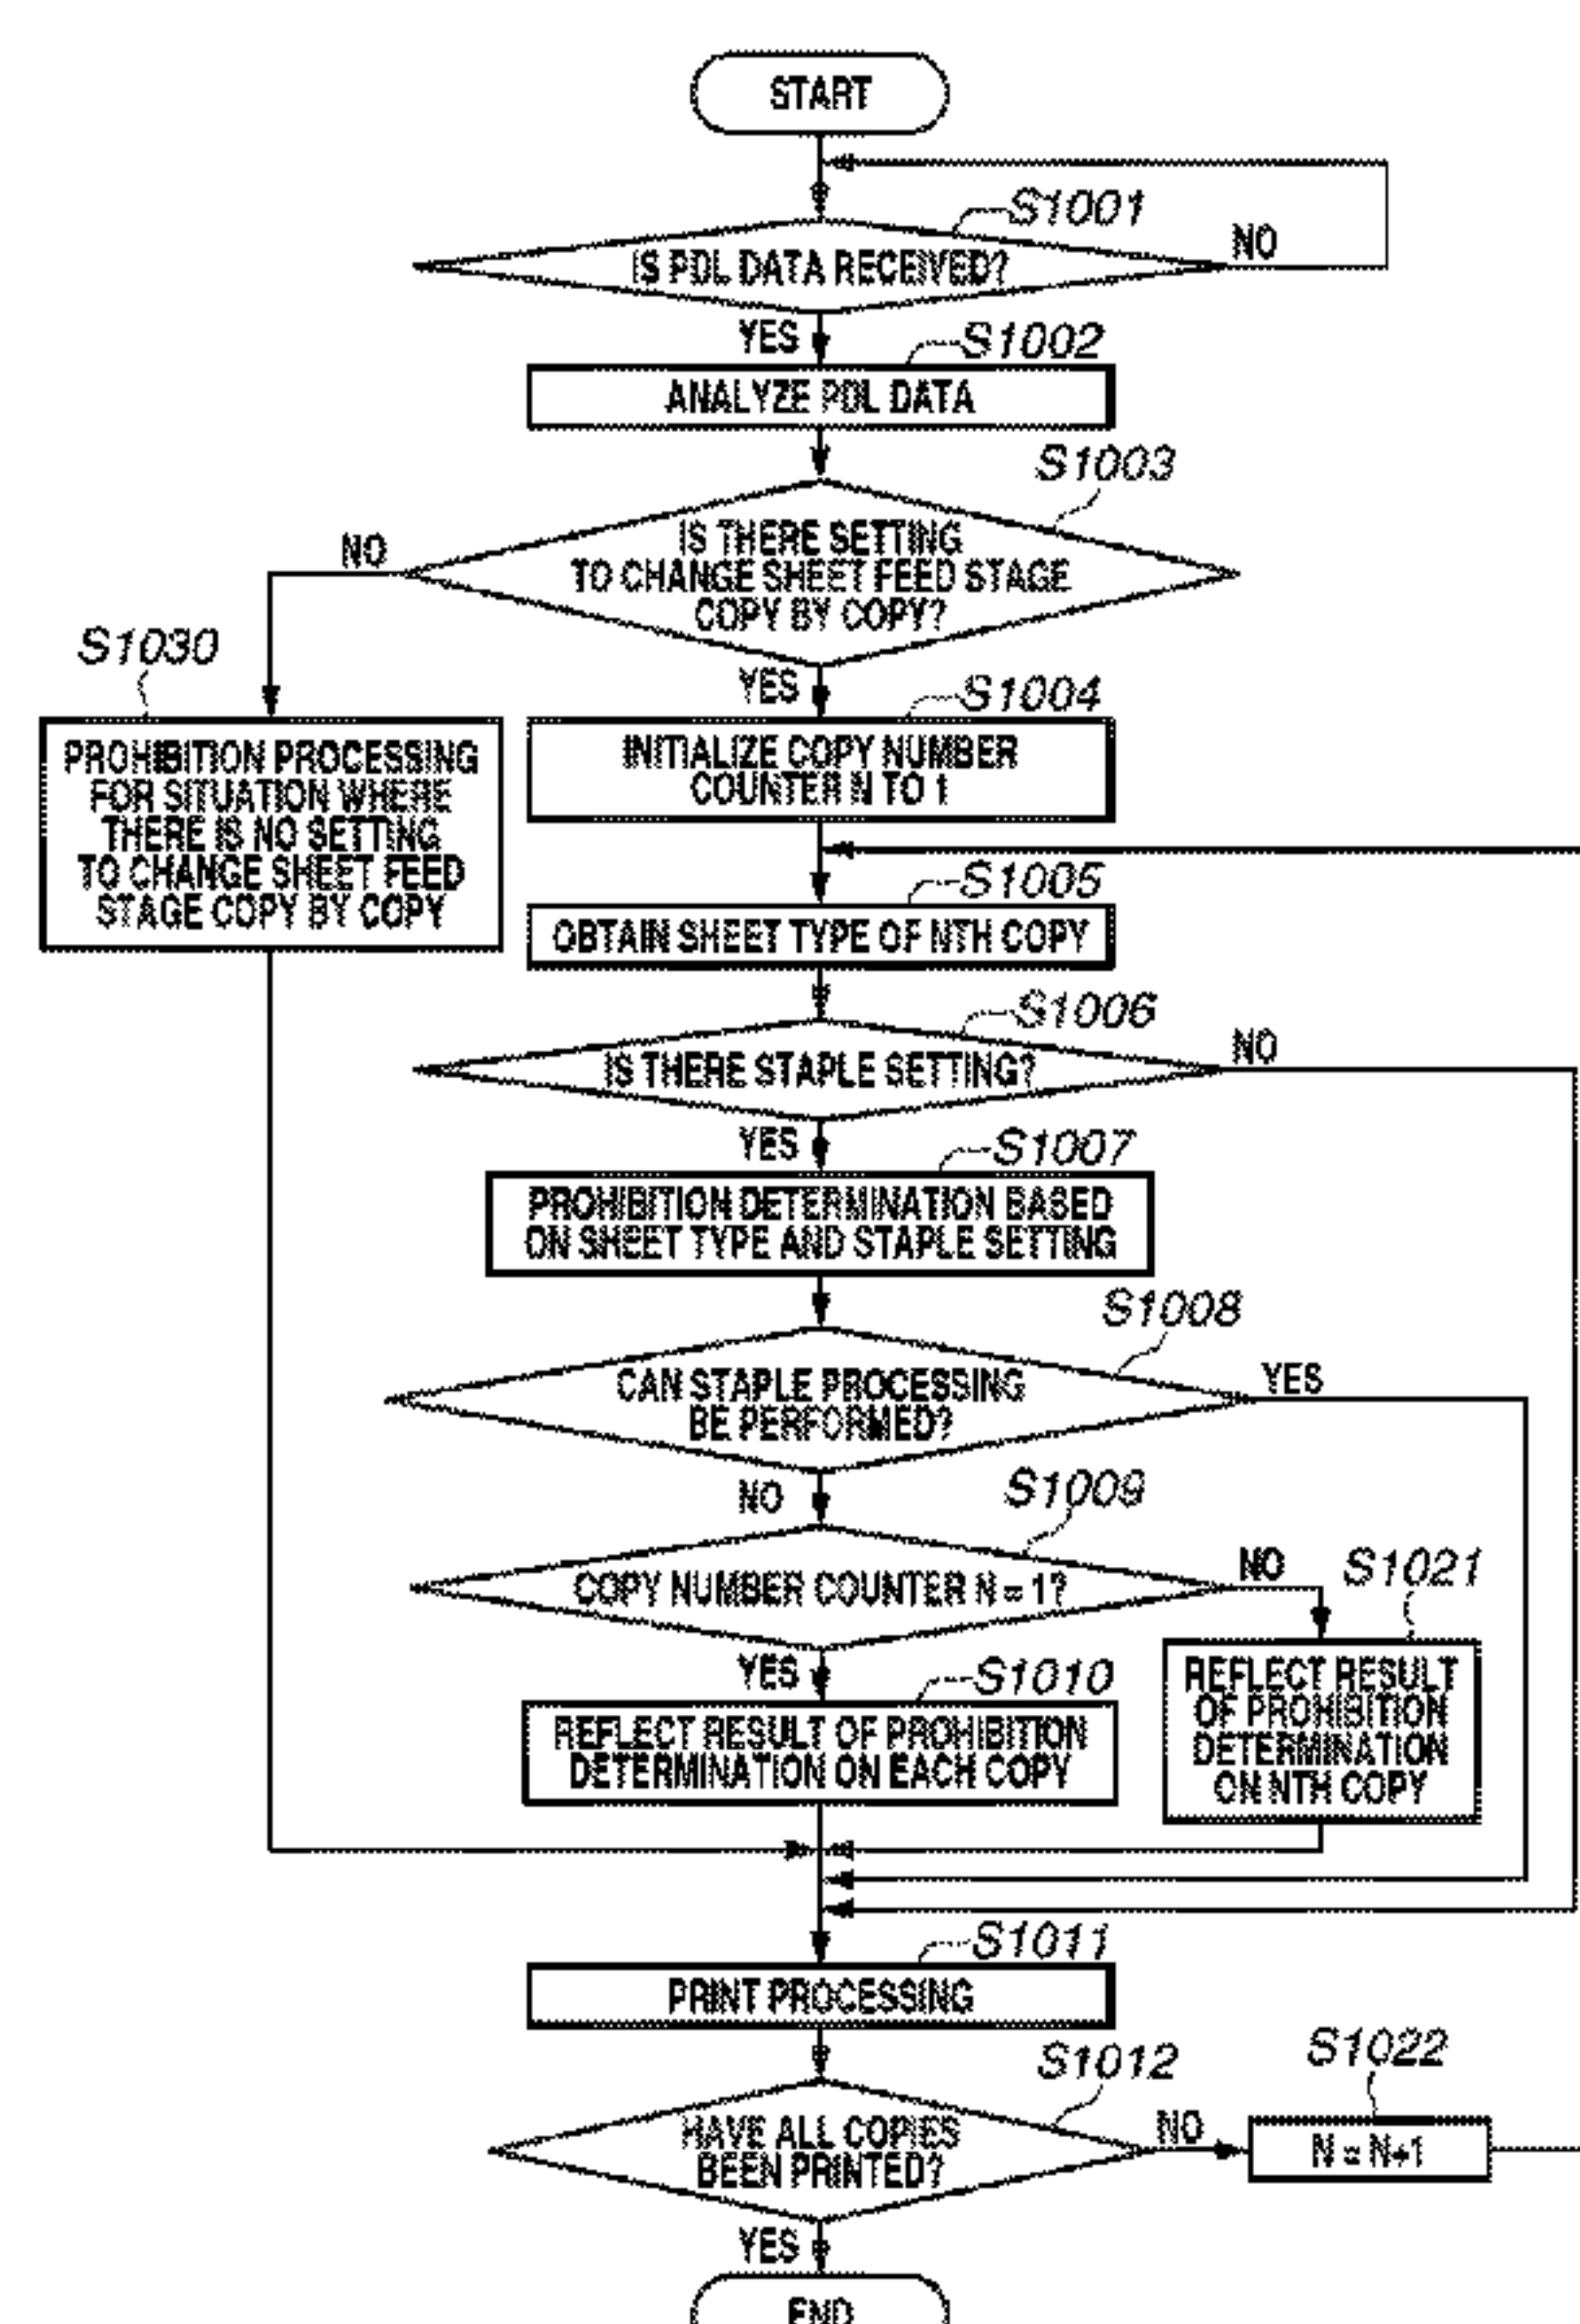 START
S1001
IS PDL DATA RECEIVED?
NO
YES
S1002
ANALYZE PDL DATA
S1003
IS THERE SETTING
TO CHANGE SHEET FEED STAGE
COPY BY COPY?
NO
YES
S1030
PROHIBITION PROCESSING
FOR SITUATION WHERE
THERE IS NO SETTING
TO CHANGE SHEET FEED
STAGE COPY BY COPY
S1004
INITIALIZE COPY NUMBER
COUNTER N TO 1
S1005
OBTAIN SHEET TYPE OF NTH COPY
S1006
IS THERE STAPLE SETTING?
NO
YES
S1007
PROHIBITION DETERMINATION BASED
ON SHEET TYPE AND STAPLE SETTING
S1008
CAN STAPLE PROCESSING
BE PERFORMED?
YES
NO
S1009
COPY NUMBER COUNTER N = 1?
NO
YES
S1021
REFLECT RESULT
OF PROHIBITION
DETERMINATION
ON NTH COPY
S1010
REFLECT RESULT OF PROHIBITION
DETERMINATION ON EACH COPY
S1011
PRINT PROCESSING
S1012
HAVE ALL COPIES
BEEN PRINTED?
NO
S1022
N = N+1
YES
END